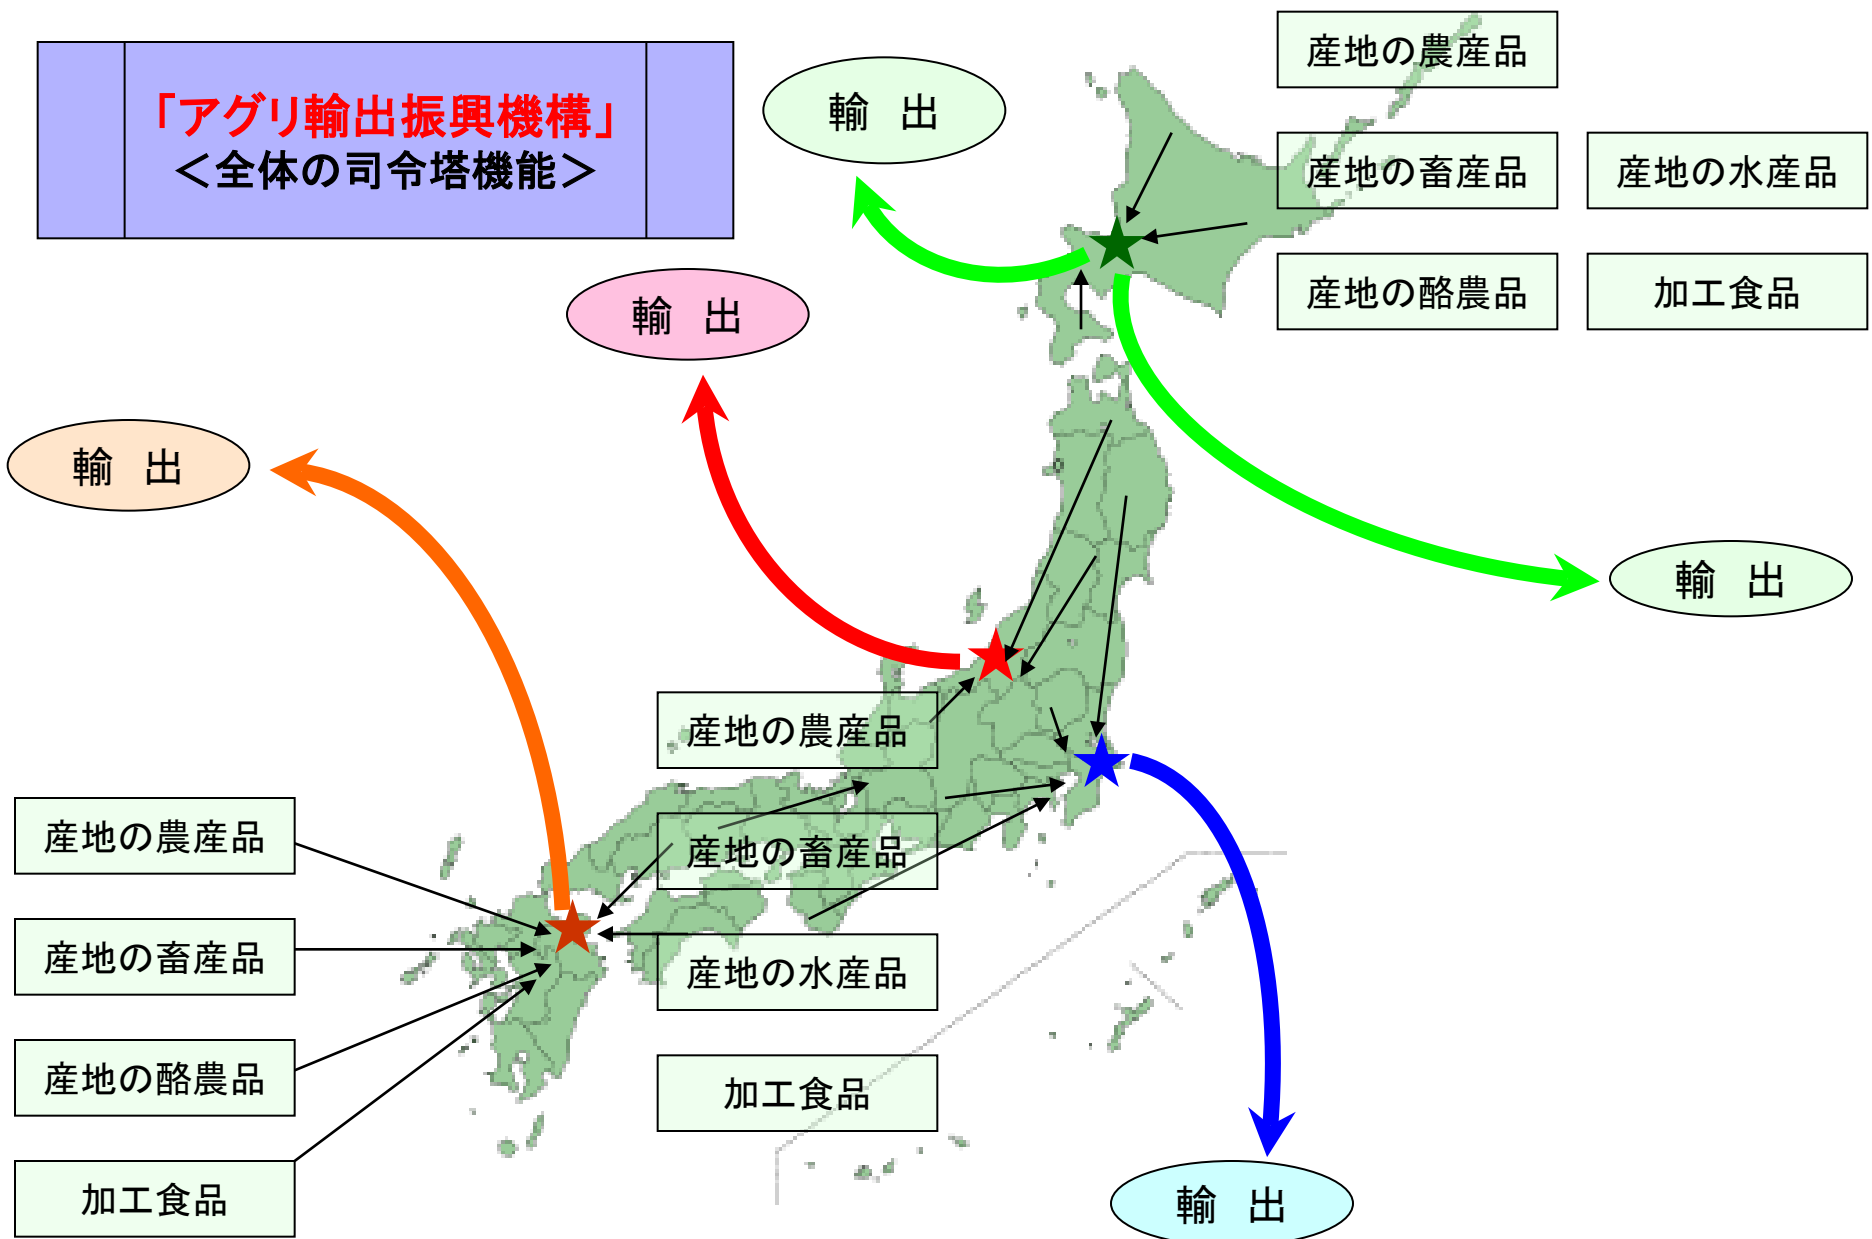 「アグリ輸出振興機構」
＜全体の司令塔機能＞
輸　出
産地の農産品
産地の畜産品
産地の水産品
産地の酪農品
加工食品
輸　出
輸　出
輸　出
産地の農産品
産地の畜産品
産地の水産品
加工食品
産地の農産品
産地の畜産品
産地の酪農品
加工食品
輸　出